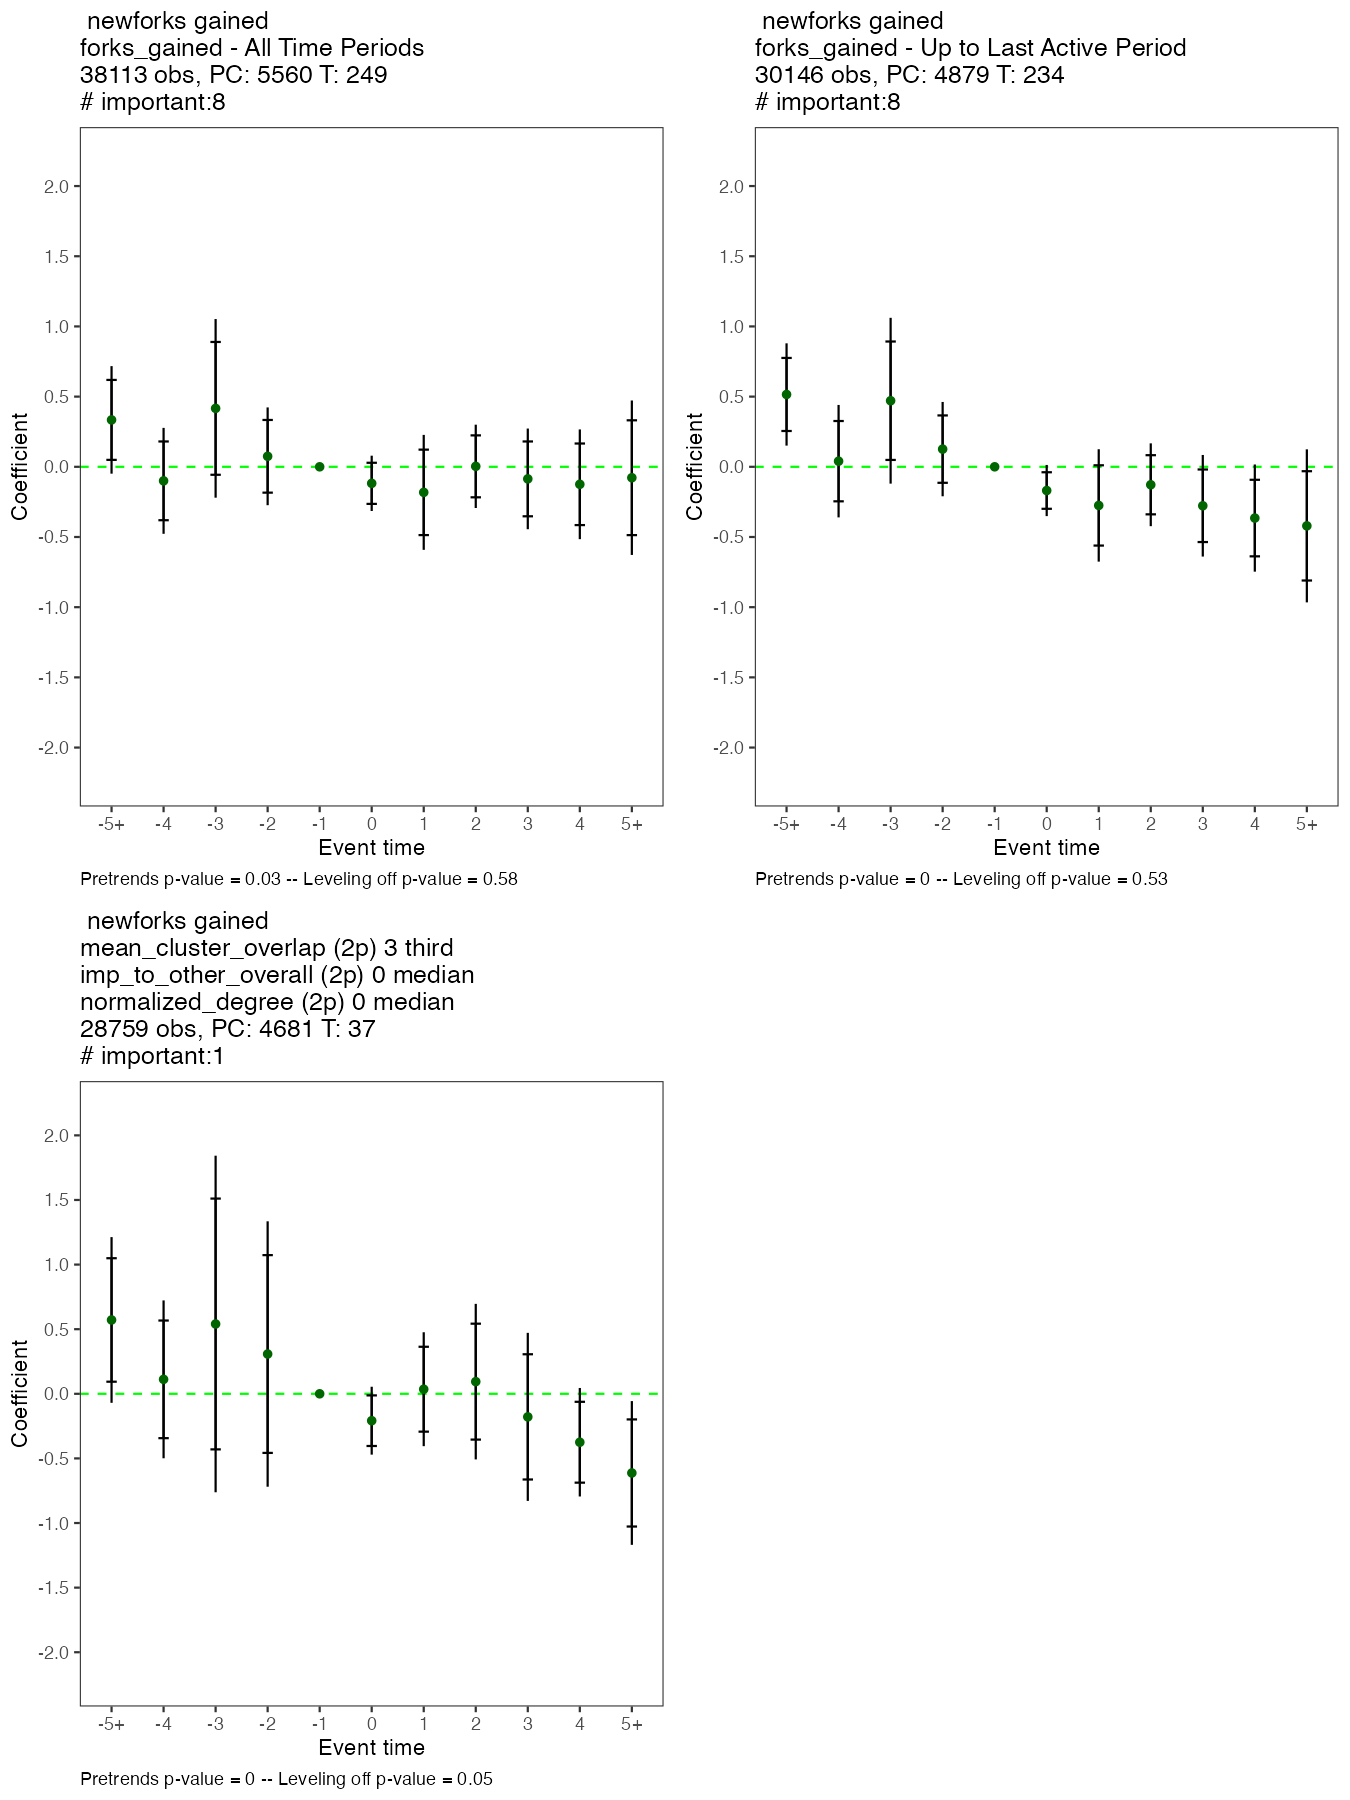 newforks gained
forks_gained - All Time Periods
38113 obs, PC: 5560 T: 249
# important:8
Coefficient
2.0
1.5
1.0
0.5
0.0
-0.5
-1.0
-1.5
-2.0
-5+ -4 -3 -2 -1 0 1 2 3 4 5+
Event time
Pretrends p-value = 0.03 -- Leveling off p-value = 0.58
newforks gained
forks_gained - Up to Last Active Period
30146 obs, PC: 4879 T: 234
# important:8
Coefficient
2.0
1.5
1.0
0.5
0.0
-0.5
-1.0
-1.5
-2.0
-5+ -4 -3 -2 -1 0 1 2 3 4 5+
Event time
Pretrends p-value = 0 -- Leveling off p-value = 0.53
newforks gained
mean_cluster_overlap (2p) 3 third
imp_to_other_overall (2p) 0 median
normalized_degree (2p) 0 median
28759 obs, PC: 4681 T: 37
# important:1
Coefficient
2.0
1.5
1.0
0.5
0.0
-0.5
-1.0
-1.5
-2.0
-5+ -4 -3 -2 -1 0 1 2 3 4 5+
Event time
Pretrends p-value = 0 -- Leveling off p-value = 0.05